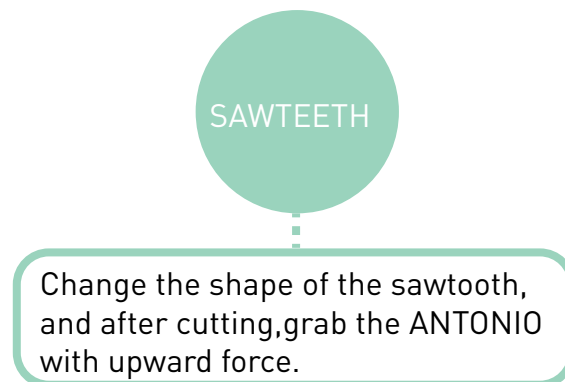 SAWTEETH
Change the shape of the sawtooth,
and after cutting,grab the ANTONIO
with upward force.